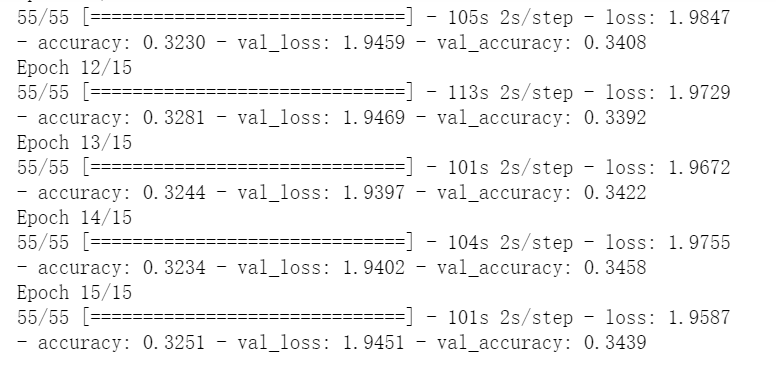 55/55 [==============================] - 105s 2s/step - loss: 1.9847
- accuracy: 0.3230 - val_loss: 1.9459 - val_accuracy: 0.3408
Epoch 12/15
55/55 [==============================] - 113s 2s/step - loss: 1.9729
- accuracy: 0.3281 - val_loss: 1.9469 - val_accuracy: 0.3392
Epoch 13/15
55/55 [==============================] - 101s 2s/step - loss: 1.9672
- accuracy: 0.3244 - val_loss: 1.9397 - val_accuracy: 0.3422
Epoch 14/15
55/55 [==============================] - 104s 2s/step - loss: 1.9755
- accuracy: 0.3234 - val_loss: 1.9402 - val_accuracy: 0.3458
Epoch 15/15
55/55 [==============================] - 101s 2s/step - loss: 1.9587
- accuracy: 0.3251 - val_loss: 1.9451 - val_accuracy: 0.3439